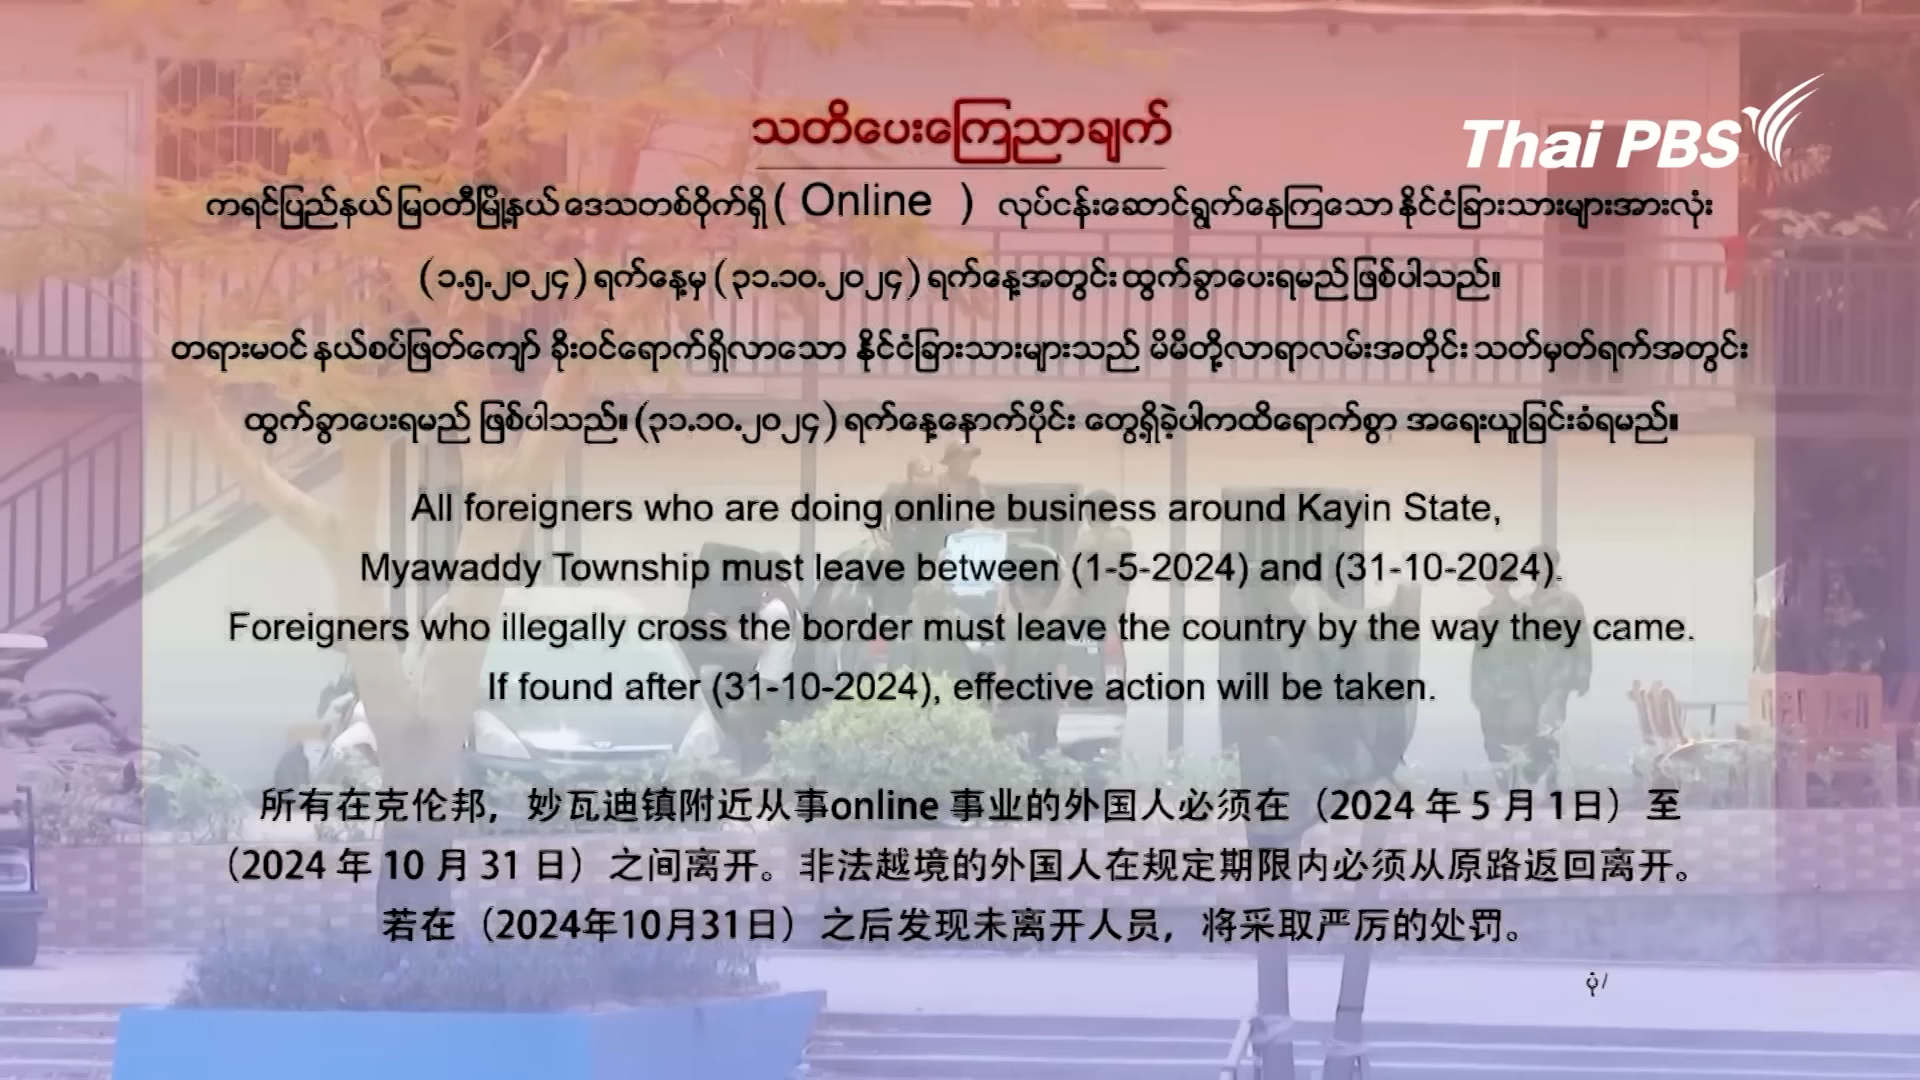 Thai PBS
သတိပေးကြေညာချက်
ကရင်ပြည်နယ် မြဝတီမြို့နယ် ဒေသတစ်ဝိုက်ရှိ ( Online ) လုပ်ငန်းဆောင်ရွက်နေကြသော နိုင်ငံခြားသားများအားလုံး
(၁.၅.၂၀၂၄) ရက်နေ့မှ (၃၁.၁၀.၂၀၂၄) ရက်နေ့အတွင်း ထွက်ခွာပေးရမည် ဖြစ်ပါသည်။
တရားမဝင် နယ်စပ်ဖြတ်ကျော် ခိုးဝင်ရောက်ရှိလာသော နိုင်ငံခြားသားများသည် မိမိတို့လာရာလမ်းအတိုင်း သတ်မှတ်ရက်အတွင်း
ထွက်ခွာပေးရမည် ဖြစ်ပါသည်။ (၃၁.၁၀.၂၀၂၄) ရက်နေ့နောက်ပိုင်း တွေ့ရှိခဲ့ပါကထိရောက်စွာ အရေးယူခြင်းခံရမည်။
All foreigners who are doing online business around Kayin State,
Myawaddy Township must leave between (1-5-2024) and (31-10-2024).
Foreigners who illegally cross the border must leave the country by the way they came.
If found after (31-10-2024), effective action will be taken.
所有在克伦邦，妙瓦迪镇附近从事online 事业的外国人必须在（2024 年 5 月 1日）至
（2024 年 10 月 31 日）之间离开。非法越境的外国人在规定期限内必须从原路返回离开。
若在（2024年10月31日）之后发现未离开人员，将采取严厉的处罚。
ပုံ/